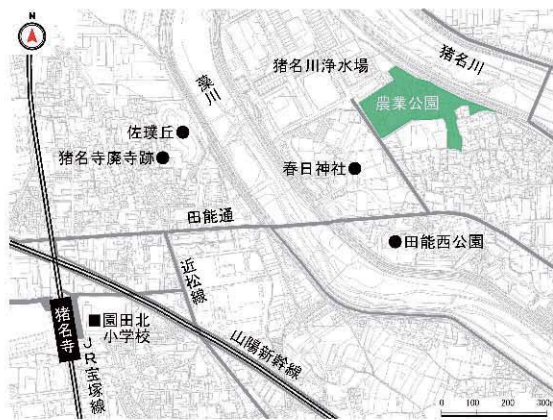 N
猪名川浄水場
猪名川
藻川
農業公園
佐璞丘
猪名寺廃寺跡
春日神社
田能通
田能西公園
近松線
猪名寺
園田北
小学校
JR宝塚線
山陽新幹線
0 100 200 300m